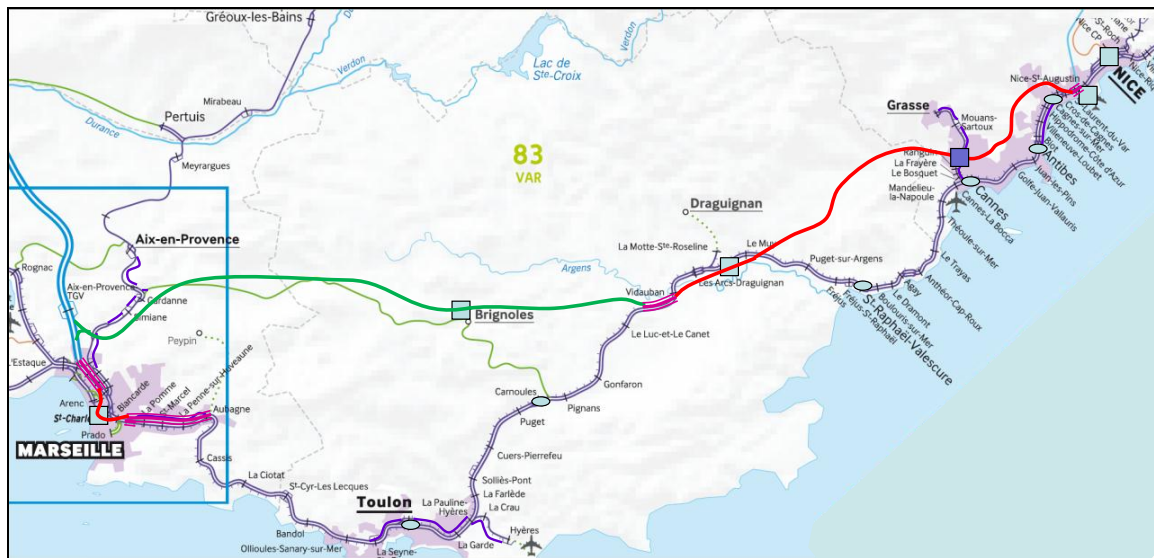 Gréoux-les-Bains
Verdon
Lac de
Ste-Croix
Verdon
Durance
Mirabeau
Pertuis
Meyrargues
83
VAR
Nice CP
St-Roch
Nice-St-Augustin
NICE
Laurent-du-Var
Cros-de-Cagnes
Cagnes-sur-Mer
Hippodrome-Côte d'Azur
Villeneuve-Loubet
Biot
Antibes
Juan-les-Pins
Golfe-Juan-Vallauris
Grasse
Mouans-
Sartoux
Ranguin
La Frayère
Le Bosquet
Cannes
Cannes-La Bocca
Mandelieu-
la-Napoule
Théoule-sur-Mer
Le Trayas
Anthéor-Cap-Roux
Agay
Le Dramont
Boulouris-sur-Mer
St-Raphaël-Valescure
Fréjus-St-Raphaël
Fréjus
Puget-sur-Argens
Draguignan
La Motte-Ste-Roseline
Le Muy
Les-Arcs-Draguignan
Argens
Vidauban
Le Luc-et-Le Canet
Gonfaron
Pignans
Carnoules
Puget
Cuers-Pierrefeu
Solliès-Pont
La Farlède
La Crau
La Pauline-
Hyères
Hyères
La Garde
Toulon
La Seyne-
Ollioules-Sanary-sur-Mer
Bandol
St-Cyr-Les Lecques
La Ciotat
Cassis
Aubagne
La Penne-sur-Huveaune
St-Marcel
La Pomme
Blancarde
Prado
St-Charles
MARSEILLE
Arenc
L'Estaque
Peypin
Simiane
Gardanne
Aix-en-Provence
TGV
Aix-en-Provence
Rognac
Brignoles